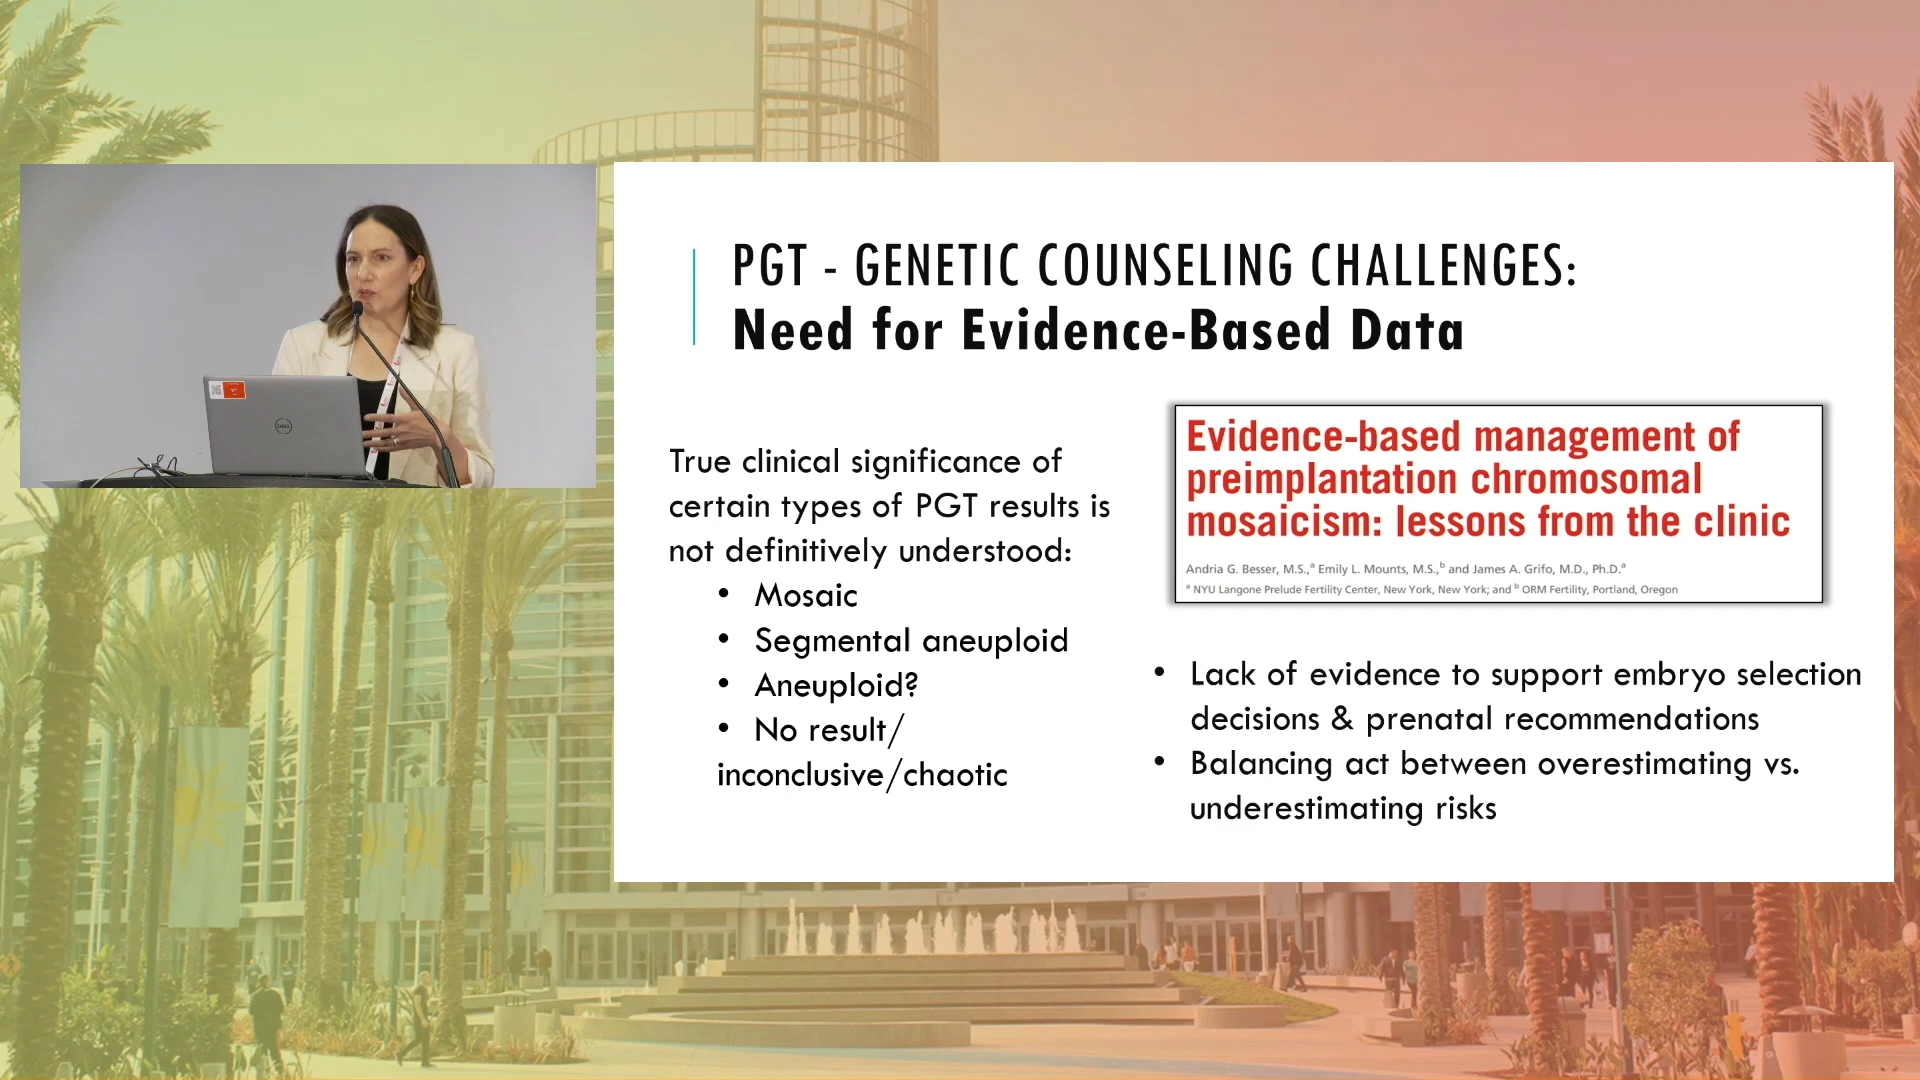 PGT - GENETIC COUNSELING CHALLENGES:
Need for Evidence-Based Data
True clinical significance of
certain types of PGT results is
not definitively understood:
• Mosaic
• Segmental aneuploid
• Aneuploid?
• No result/
inconclusive/chaotic
Evidence-based management of
preimplantation chromosomal
mosaicism: lessons from the clinic
Andria G. Besser, M.S.,ᵃ Emily L. Mounts, M.S.,ᵇ and James A. Grifo, M.D., Ph.D.ᵃ
ᵃ NYU Langone Prelude Fertility Center, New York, New York; and ᵇ ORM Fertility, Portland, Oregon
• Lack of evidence to support embryo selection
decisions & prenatal recommendations
• Balancing act between overestimating vs.
underestimating risks
DELL